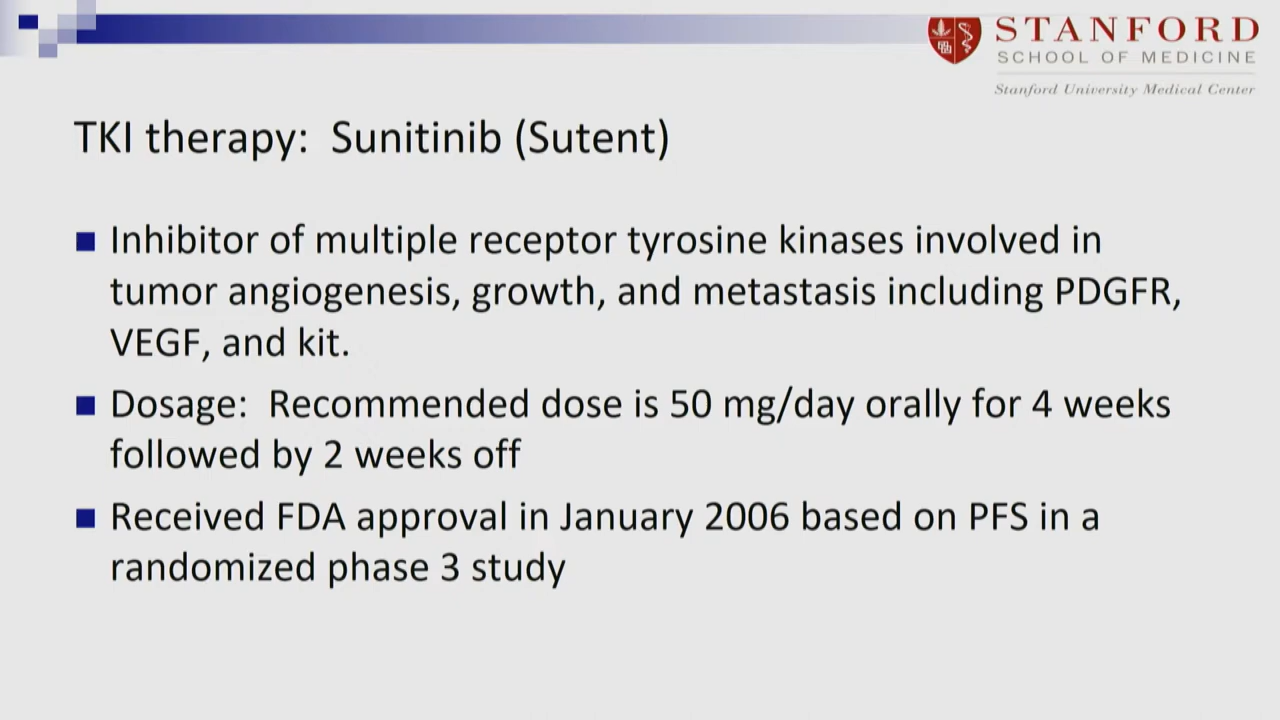 STANFORD
SCHOOL OF MEDICINE
Stanford University Medical Center
TKI therapy: Sunitinib (Sutent)
Inhibitor of multiple receptor tyrosine kinases involved in
tumor angiogenesis, growth, and metastasis including PDGFR,
VEGF, and kit.
Dosage: Recommended dose is 50 mg/day orally for 4 weeks
followed by 2 weeks off
Received FDA approval in January 2006 based on PFS in a
randomized phase 3 study